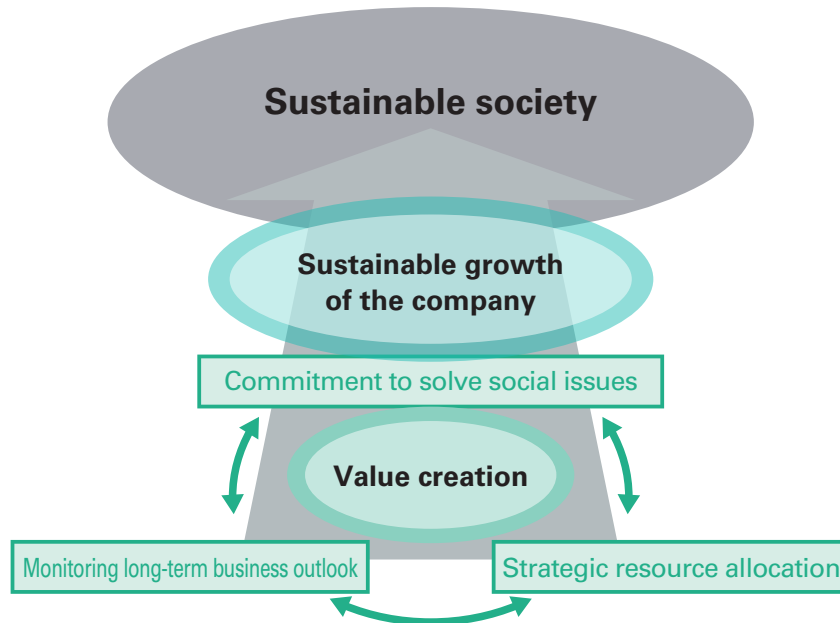 Sustainable society
Sustainable growth
of the company
Commitment to solve social issues
Value creation
Monitoring long-term business outlook
Strategic resource allocation